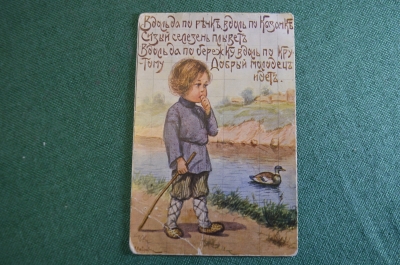 Вдоль да по рѣчкѣ, вдоль по Казанкѣ
Сизый селезень плыветъ
Вдоль да по бережку, вдоль по кру-
тому Добрый молодецъ
идетъ.